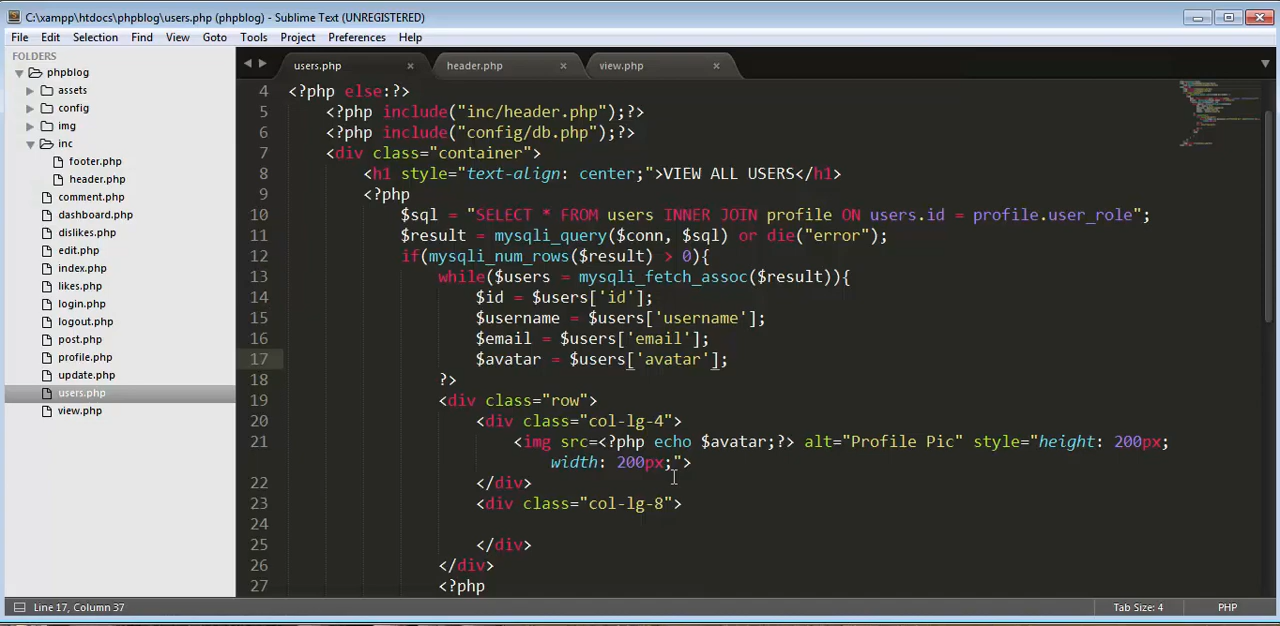 C:\xampp\htdocs\phpblog\users.php (phpblog) - Sublime Text (UNREGISTERED)
File Edit Selection Find View Goto Tools Project Preferences Help
FOLDERS
phpblog
assets
config
img
inc
footer.php
header.php
comment.php
dashboard.php
dislikes.php
edit.php
index.php
likes.php
login.php
logout.php
post.php
profile.php
update.php
users.php
view.php
users.php × header.php × view.php ×
4 <?php else:?>
5 <?php include("inc/header.php");?>
6 <?php include("config/db.php");?>
7 <div class="container">
8 <h1 style="text-align: center;">VIEW ALL USERS</h1>
9 <?php
10 $sql = "SELECT * FROM users INNER JOIN profile ON users.id = profile.user_role";
11 $result = mysqli_query($conn, $sql) or die("error");
12 if(mysqli_num_rows($result) > 0){
13 while($users = mysqli_fetch_assoc($result)){
14 $id = $users['id'];
15 $username = $users['username'];
16 $email = $users['email'];
17 $avatar = $users['avatar'];
18 ?>
19 <div class="row">
20 <div class="col-lg-4">
21 <img src=<?php echo $avatar;?> alt="Profile Pic" style="height: 200px;
width: 200px;">
22 </div>
23 <div class="col-lg-8">
24
25 </div>
26 </div>
27 <?php
Line 17, Column 37 Tab Size: 4 PHP